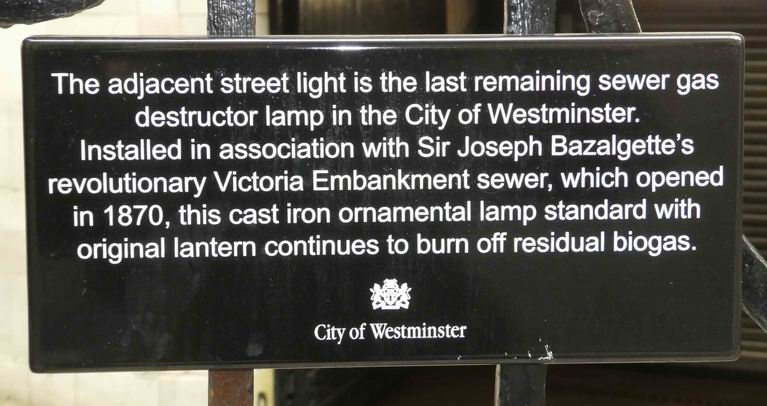 The adjacent street light is the last remaining sewer gas
destructor lamp in the City of Westminster.
Installed in association with Sir Joseph Bazalgette’s
revolutionary Victoria Embankment sewer, which opened
in 1870, this cast iron ornamental lamp standard with
original lantern continues to burn off residual biogas.
City of Westminster